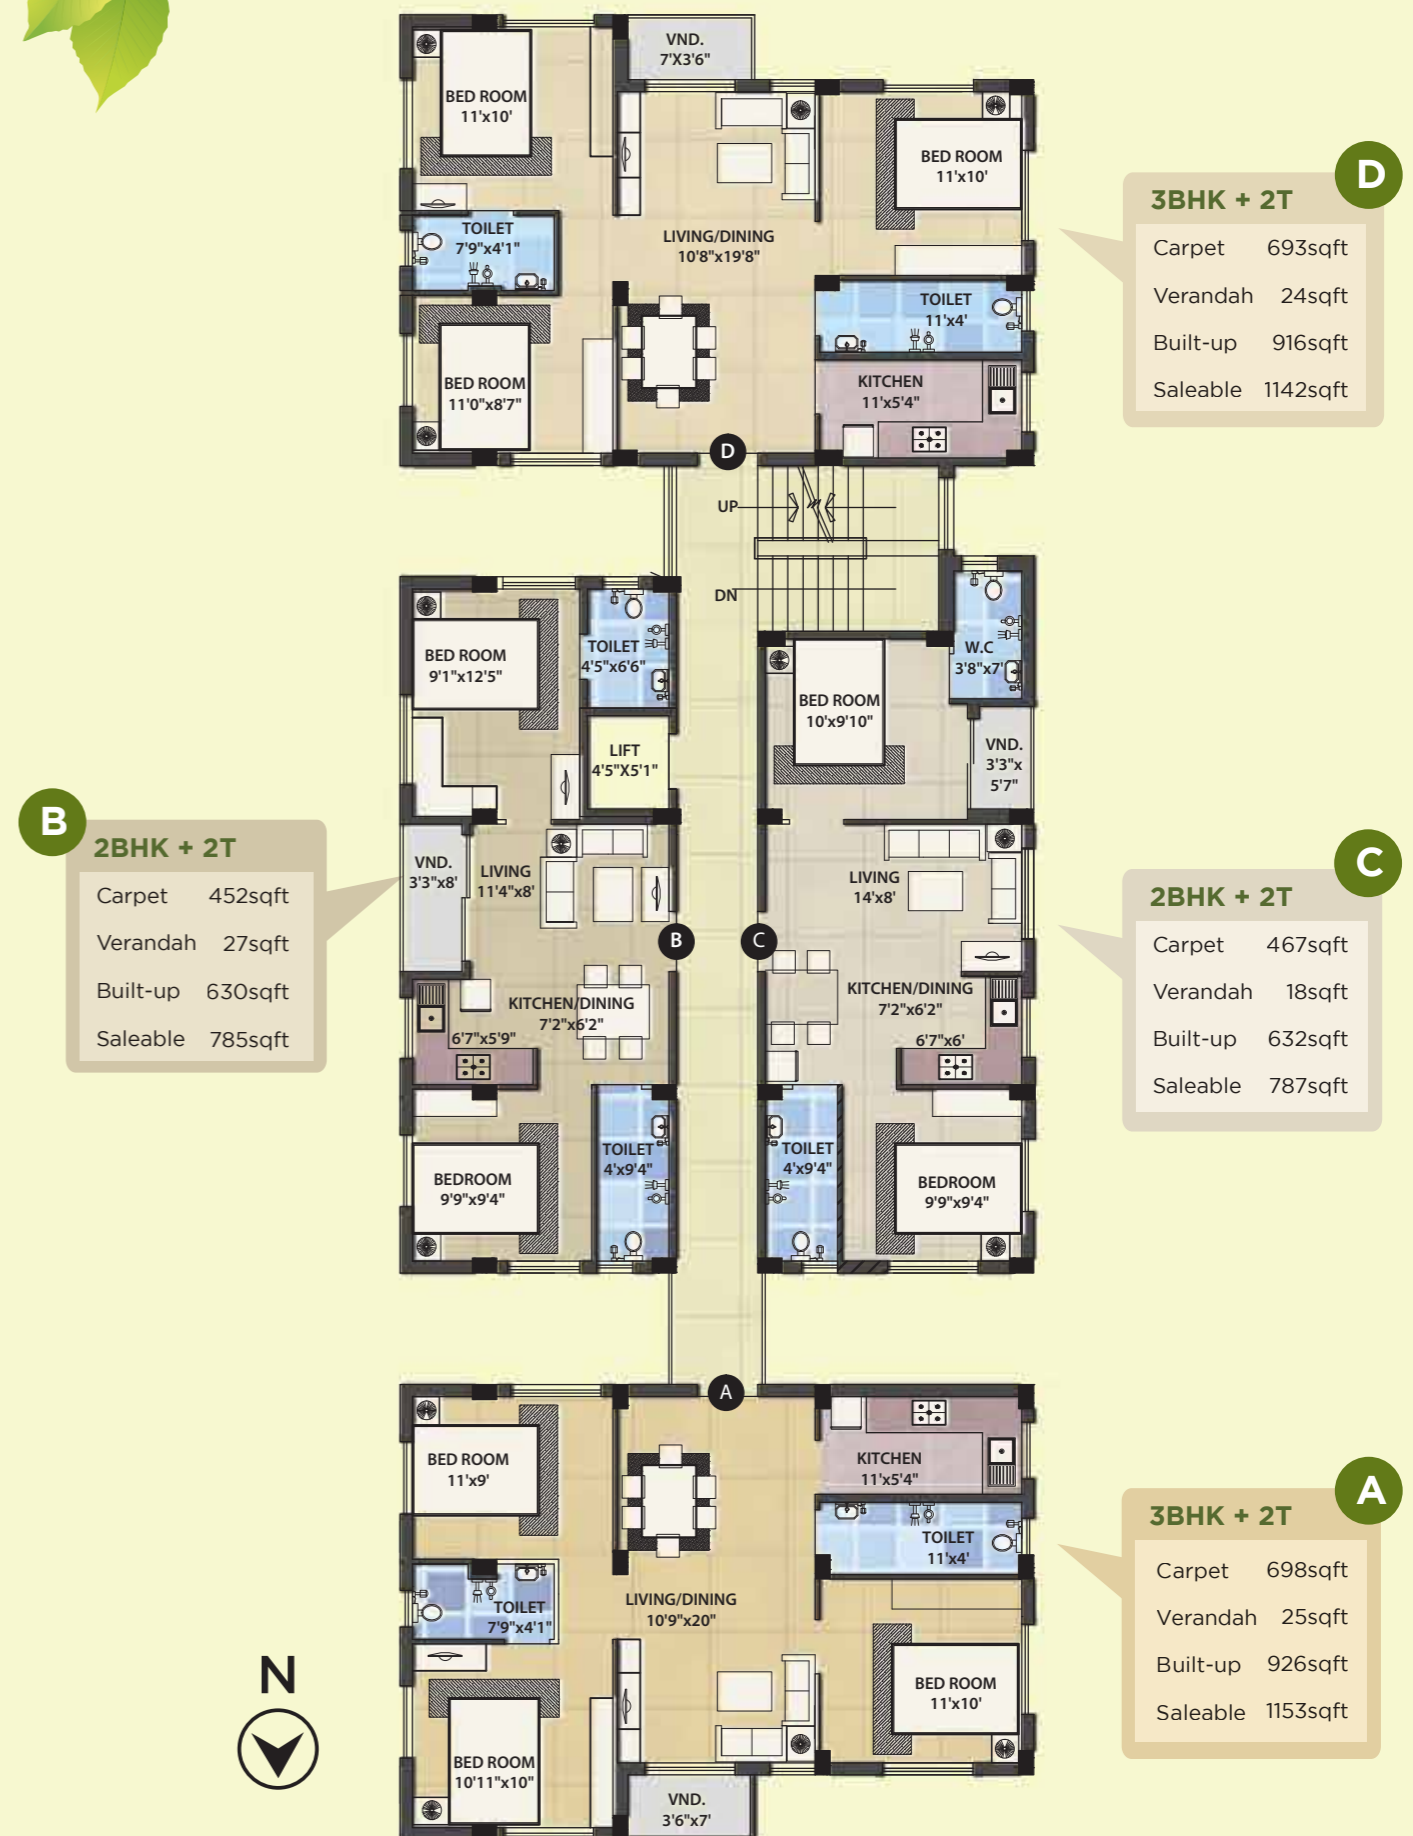 VND.
7'X3'6"
BED ROOM
11'x10'
BED ROOM
11'x10'
TOILET
7'9"x4'1"
LIVING/DINING
10'8"x19'8"
TOILET
11'x4'
BED ROOM
11'0"x8'7"
KITCHEN
11'x5'4"
D
UP
DN
D
3BHK + 2T
Carpet 693sqft
Verandah 24sqft
Built-up 916sqft
Saleable 1142sqft
BED ROOM
9'1"x12'5"
TOILET
4'5"x6'6"
LIFT
4'5"X5'1"
W.C
3'8"x7'
BED ROOM
10'x9'10"
VND.
3'3"x
5'7"
B
2BHK + 2T
Carpet 452sqft
Verandah 27sqft
Built-up 630sqft
Saleable 785sqft
VND.
3'3"x8'
LIVING
11'4"x8'
B
KITCHEN/DINING
7'2"x6'2"
6'7"x5'9"
BEDROOM
9'9"x9'4"
TOILET
4'x9'4"
C
LIVING
14'x8'
KITCHEN/DINING
7'2"x6'2"
6'7"x6'
TOILET
4'x9'4"
BEDROOM
9'9"x9'4"
C
2BHK + 2T
Carpet 467sqft
Verandah 18sqft
Built-up 632sqft
Saleable 787sqft
A
BED ROOM
11'x9'
KITCHEN
11'x5'4"
TOILET
11'x4'
TOILET
7'9"x4'1"
LIVING/DINING
10'9"x20"
BED ROOM
11'x10'
BED ROOM
10'11"x10"
VND.
3'6"x7'
A
3BHK + 2T
Carpet 698sqft
Verandah 25sqft
Built-up 926sqft
Saleable 1153sqft
N